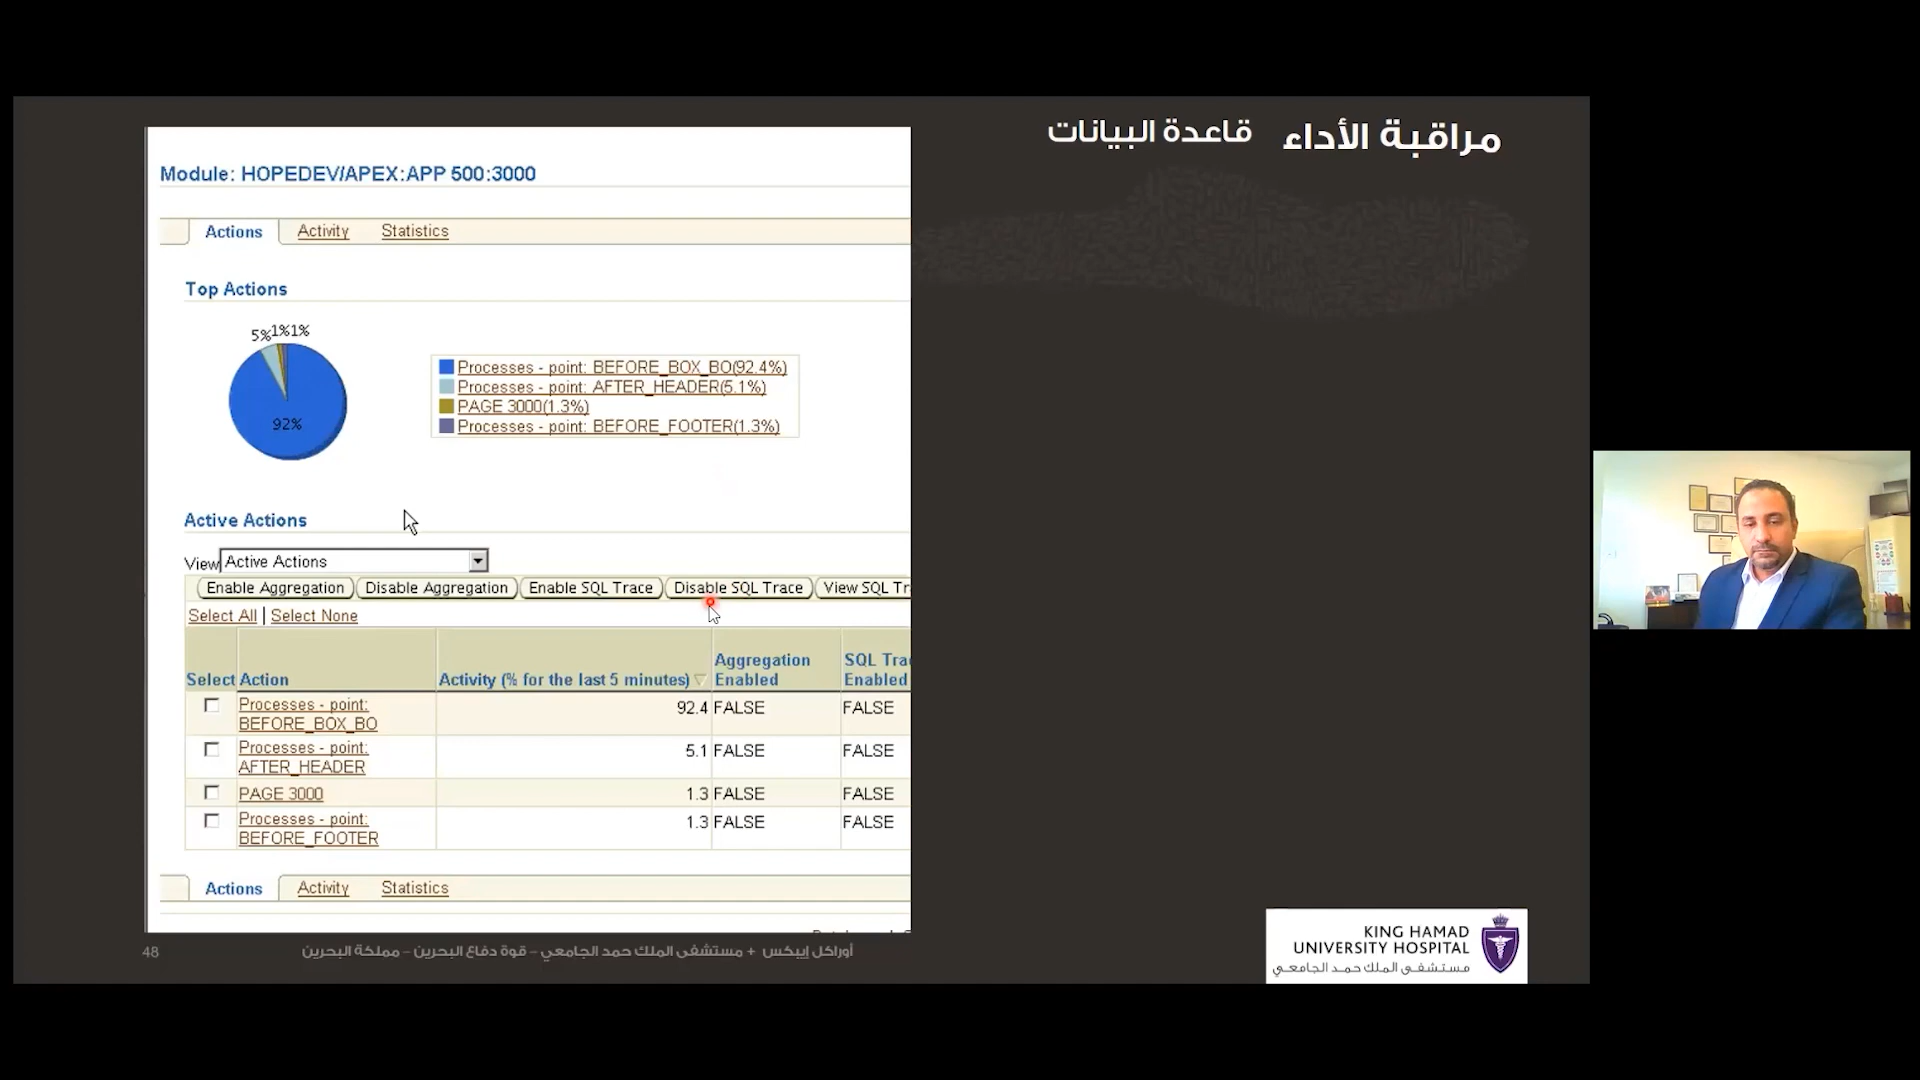 مراقبة الأداء قاعدة البيانات
Module: HOPEDEV/APEX:APP 500:3000
Actions Activity Statistics
Top Actions
5% 1% 1%
92%
Processes - point: BEFORE_BOX_BO(92.4%)
Processes - point: AFTER_HEADER(5.1%)
PAGE 3000(1.3%)
Processes - point: BEFORE_FOOTER(1.3%)
Active Actions
View Active Actions
Enable Aggregation Disable Aggregation Enable SQL Trace Disable SQL Trace View SQL Tr
Select All | Select None
Select Action Activity (% for the last 5 minutes) Aggregation Enabled SQL Trac Enabled
Processes - point: BEFORE_BOX_BO 92.4 FALSE FALSE
Processes - point: AFTER_HEADER 5.1 FALSE FALSE
PAGE 3000 1.3 FALSE FALSE
Processes - point: BEFORE_FOOTER 1.3 FALSE FALSE
Actions Activity Statistics
48
أوراكل إيبكس + مستشفى الملك حمد الجامعي – قوة دفاع البحرين – مملكة البحرين
KING HAMAD
UNIVERSITY HOSPITAL
مستشفى الملك حمد الجامعي